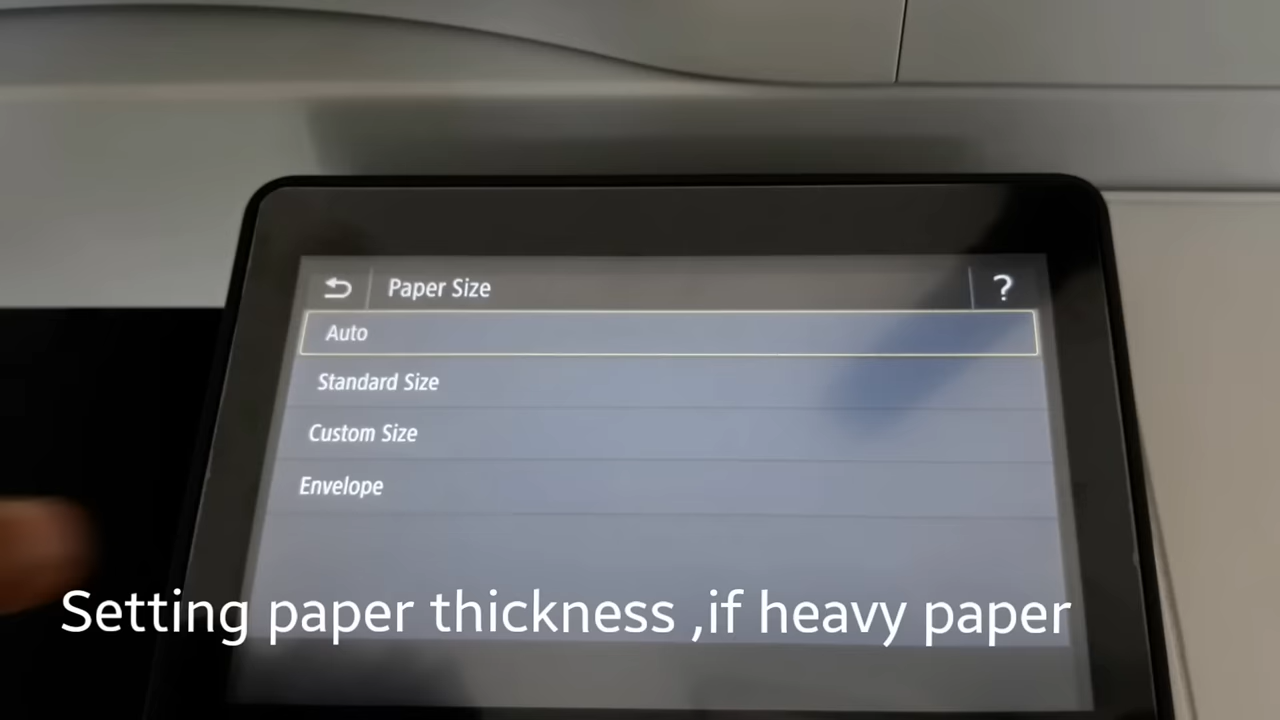 Paper Size
?
Auto
Standard Size
Custom Size
Envelope
Setting paper thickness ,if heavy paper